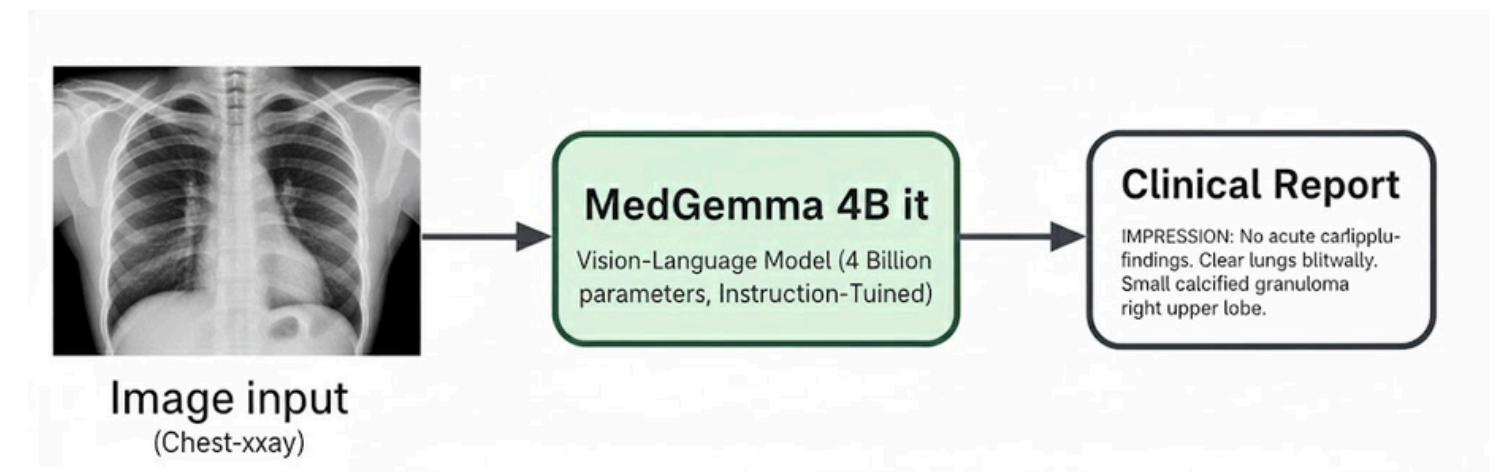 Image input
(Chest-xxay)
MedGemma 4B it
Vision-Language Model (4 Billion
parameters, Instruction-Tuined)
Clinical Report
IMPRESSION: No acute
findings. Clear lungs blitwally.
Small calcified granuloma
right upper lobe.